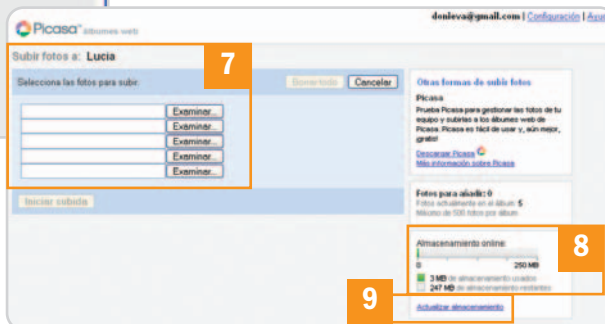 donleva@gmail.com | Configuración | Ayu
Picasa™ álbumes web
Subir fotos a: Lucia
7
Selecciona las fotos para subir:
Borrar todo
Cancelar
Examinar...
Examinar...
Examinar...
Examinar...
Examinar...
Iniciar subida
Otras formas de subir fotos
Picasa
Prueba Picasa para gestionar las fotos de tu
equipo y subirlas a los álbumes web de
Picasa. Picasa es fácil de usar y, aún mejor,
¡gratis!
Descargar Picasa
Más información sobre Picasa
Fotos para añadir: 0
Fotos actualmente en el álbum: 5
Máximo de 500 fotos por álbum
Almacenamiento online:
0
250 MB
8
3 MB de almacenamiento usados
247 MB de almacenamiento restantes
9
Actualizar almacenamiento